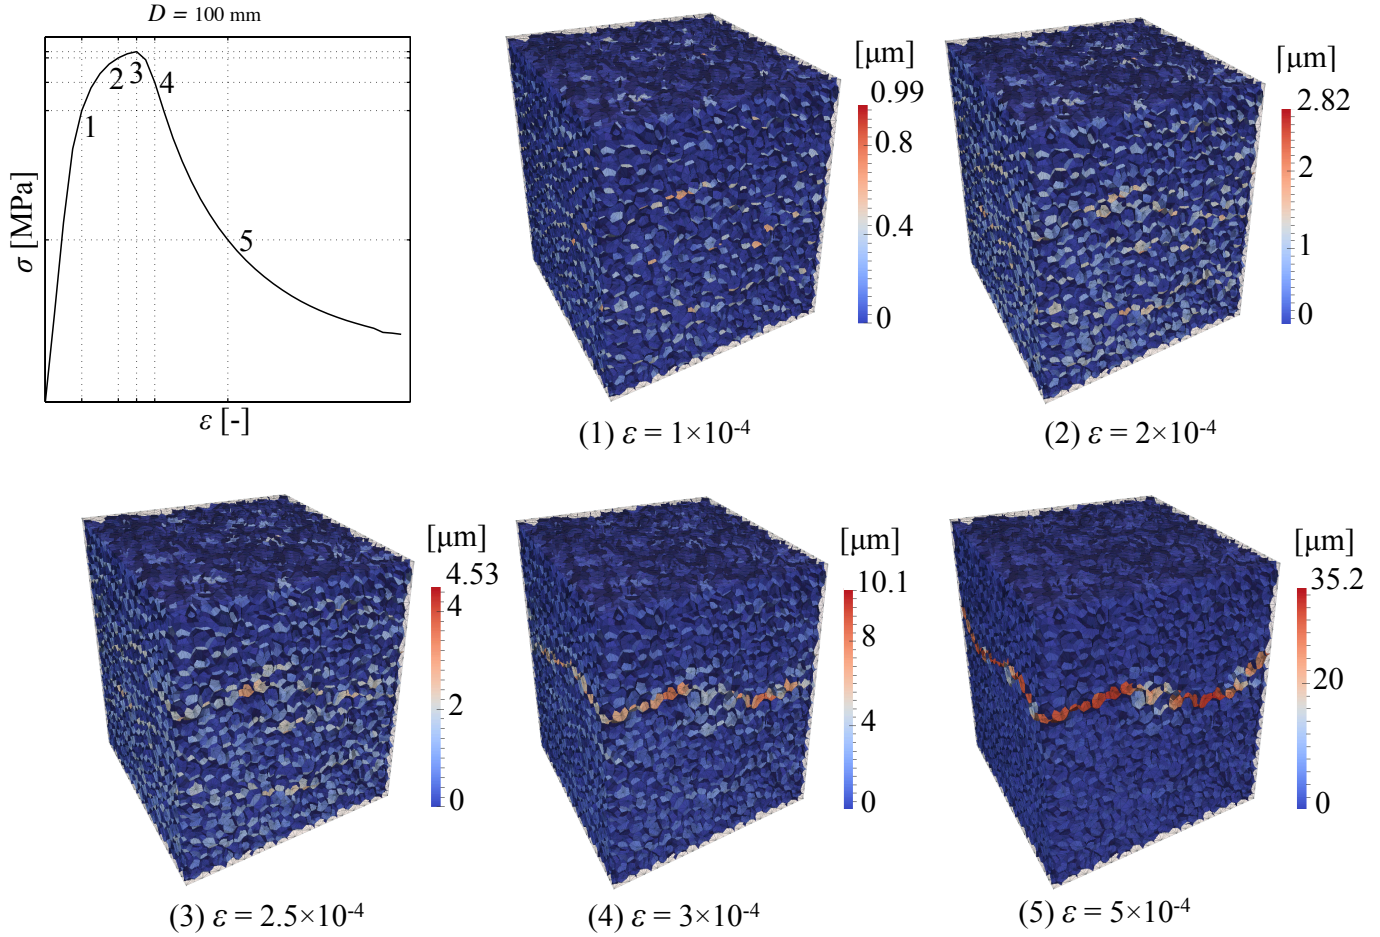 D = 100 mm
σ [MPa]
1
2
3
4
5
ε [-]
[μm]
0.99
0.8
0.4
0
(1) ε = 1×10⁻⁴
[μm]
2.82
2
1
0
(2) ε = 2×10⁻⁴
[μm]
4.53
4
2
0
(3) ε = 2.5×10⁻⁴
[μm]
10.1
8
4
0
(4) ε = 3×10⁻⁴
[μm]
35.2
20
0
(5) ε = 5×10⁻⁴